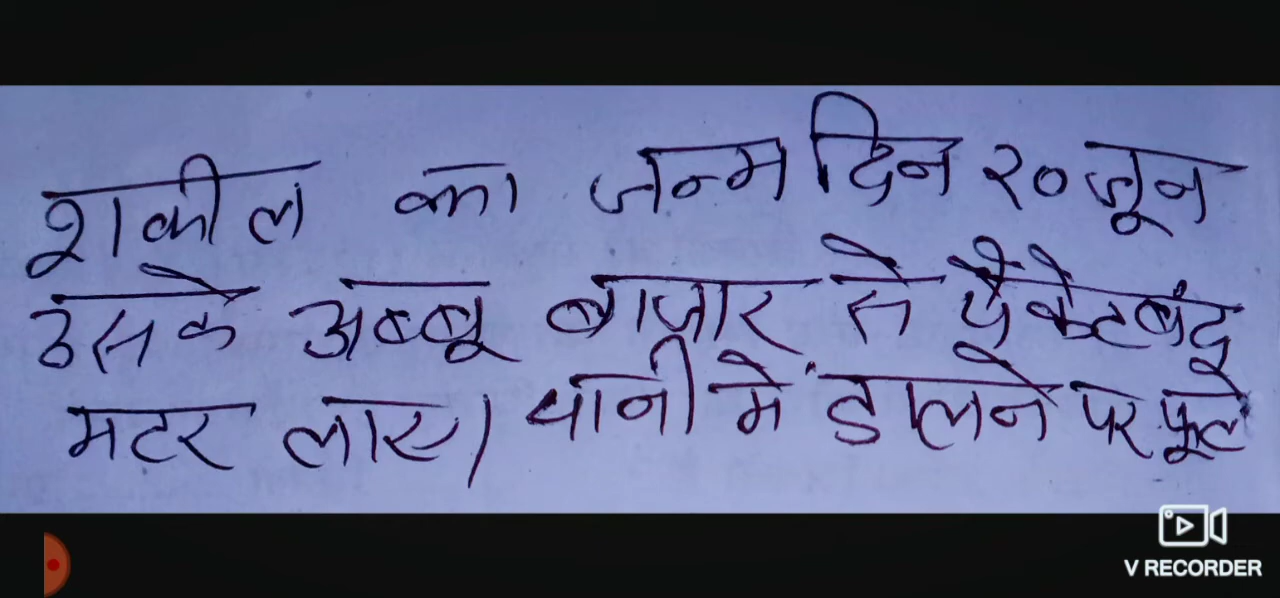 शकील का जन्मदिन २० जून
उसके अब्बू बाजार से पैकेटबंद
मटर लाए। पानी में डालने पर फूले
V RECORDER